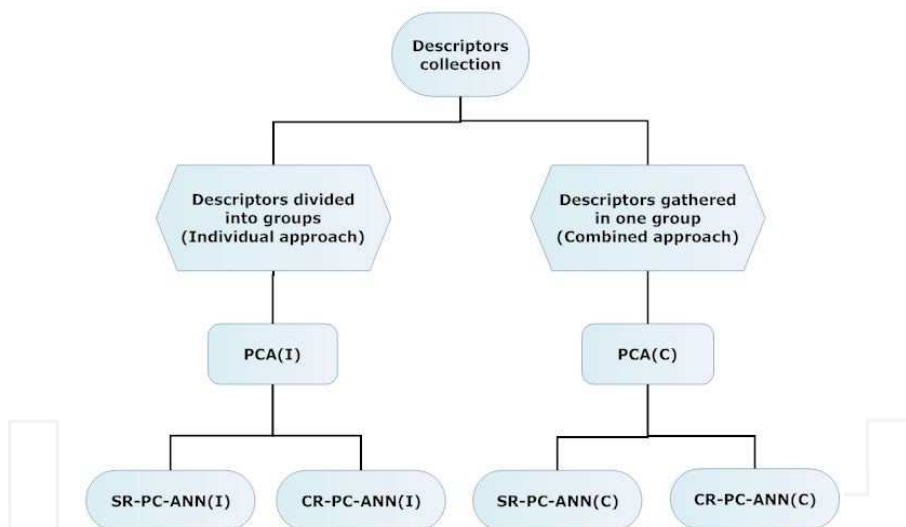 Descriptors
collection
Descriptors divided
into groups
(Individual approach)
Descriptors gathered
in one group
(Combined approach)
PCA(I)
PCA(C)
SR-PC-ANN(I)
CR-PC-ANN(I)
SR-PC-ANN(C)
CR-PC-ANN(C)